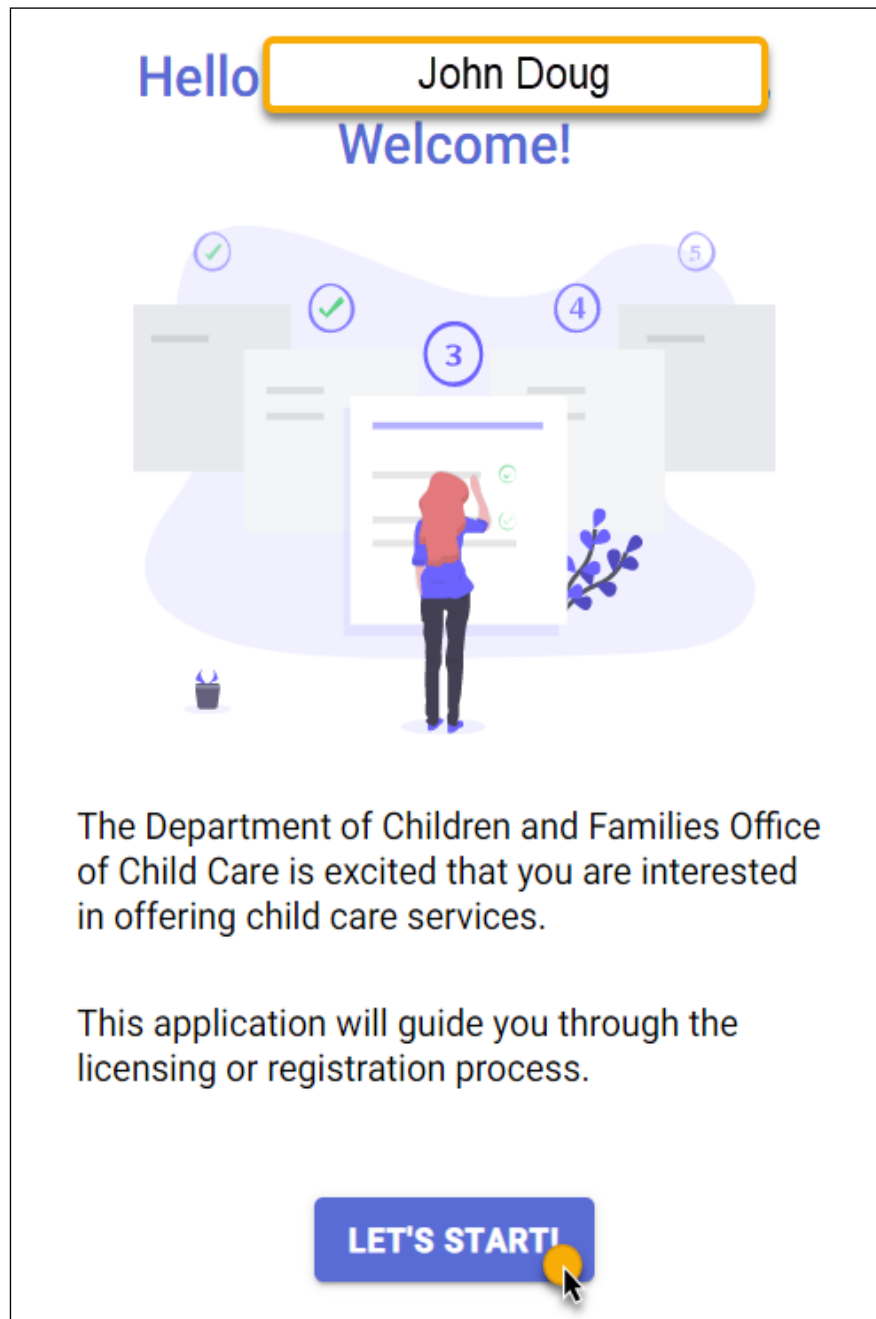 Hello John Doug,
Welcome!
5
4
3
The Department of Children and Families Office
of Child Care is excited that you are interested
in offering child care services.
This application will guide you through the
licensing or registration process.
LET'S START!